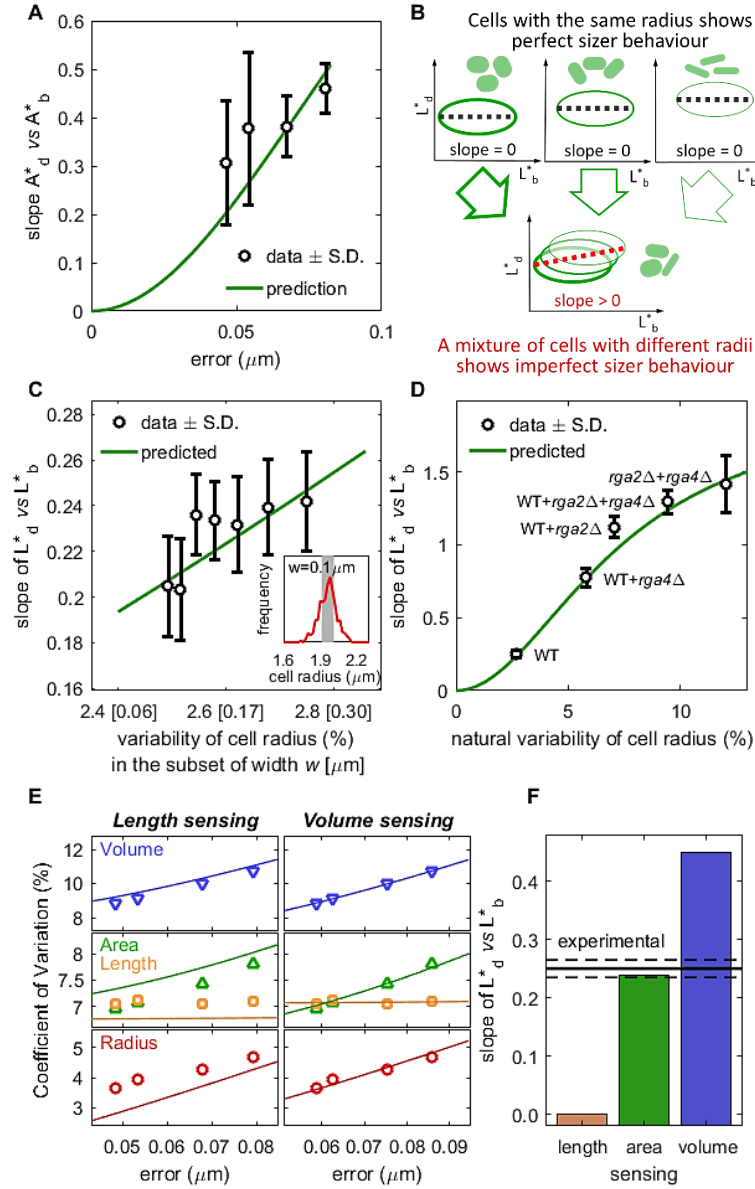 A
0.6
0.5
0.4
0.3
0.2
0.1
0
slope A*d vs A*b
data ± S.D.
prediction
0
0.05
0.1
error (μm)
B
Cells with the same radius shows
perfect sizer behaviour
L*d
slope = 0
slope = 0
slope = 0
L*b
L*b
L*b
L*d
slope > 0
L*b
A mixture of cells with different radii
shows imperfect sizer behaviour
C
0.28
0.26
0.24
0.22
0.2
0.18
0.16
slope of L*d vs L*b
data ± S.D.
predicted
w=0.1μm
frequency
1.6
1.9
2.2
cell radius (μm)
2.4 [0.06]
2.6 [0.17]
2.8 [0.30]
variability of cell radius (%)
in the subset of width w [μm]
D
1.5
1
0.5
0
slope of L*d vs L*b
data ± S.D.
predicted
rga2Δ+rga4Δ
WT+rga2Δ+rga4Δ
WT+rga2Δ
WT+rga4Δ
WT
0
5
10
natural variability of cell radius (%)
E
Length sensing
Volume sensing
Coefficient of Variation (%)
12
10
8
Volume
8
7.5
7
Area
Length
5
4
3
Radius
0.05
0.06
0.07
0.08
error (μm)
0.06
0.07
0.08
0.09
error (μm)
F
0.4
0.3
0.2
0.1
0.0
slope of L*d vs L*b
experimental
length
area
volume
sensing